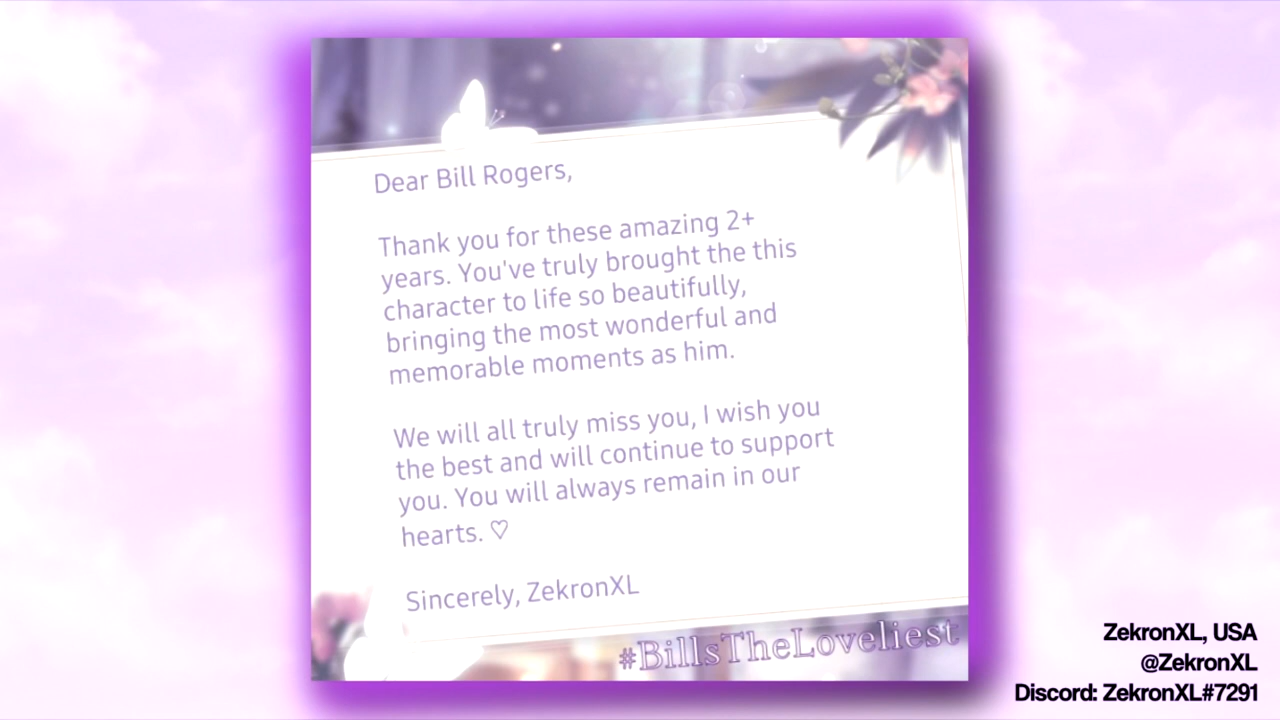 Dear Bill Rogers,
Thank you for these amazing 2+
years. You've truly brought the this
character to life so beautifully,
bringing the most wonderful and
memorable moments as him.
We will all truly miss you, I wish you
the best and will continue to support
you. You will always remain in our
hearts. ♡
Sincerely, ZekronXL
#BillsTheLoveliest
ZekronXL, USA
@ZekronXL
Discord: ZekronXL#7291